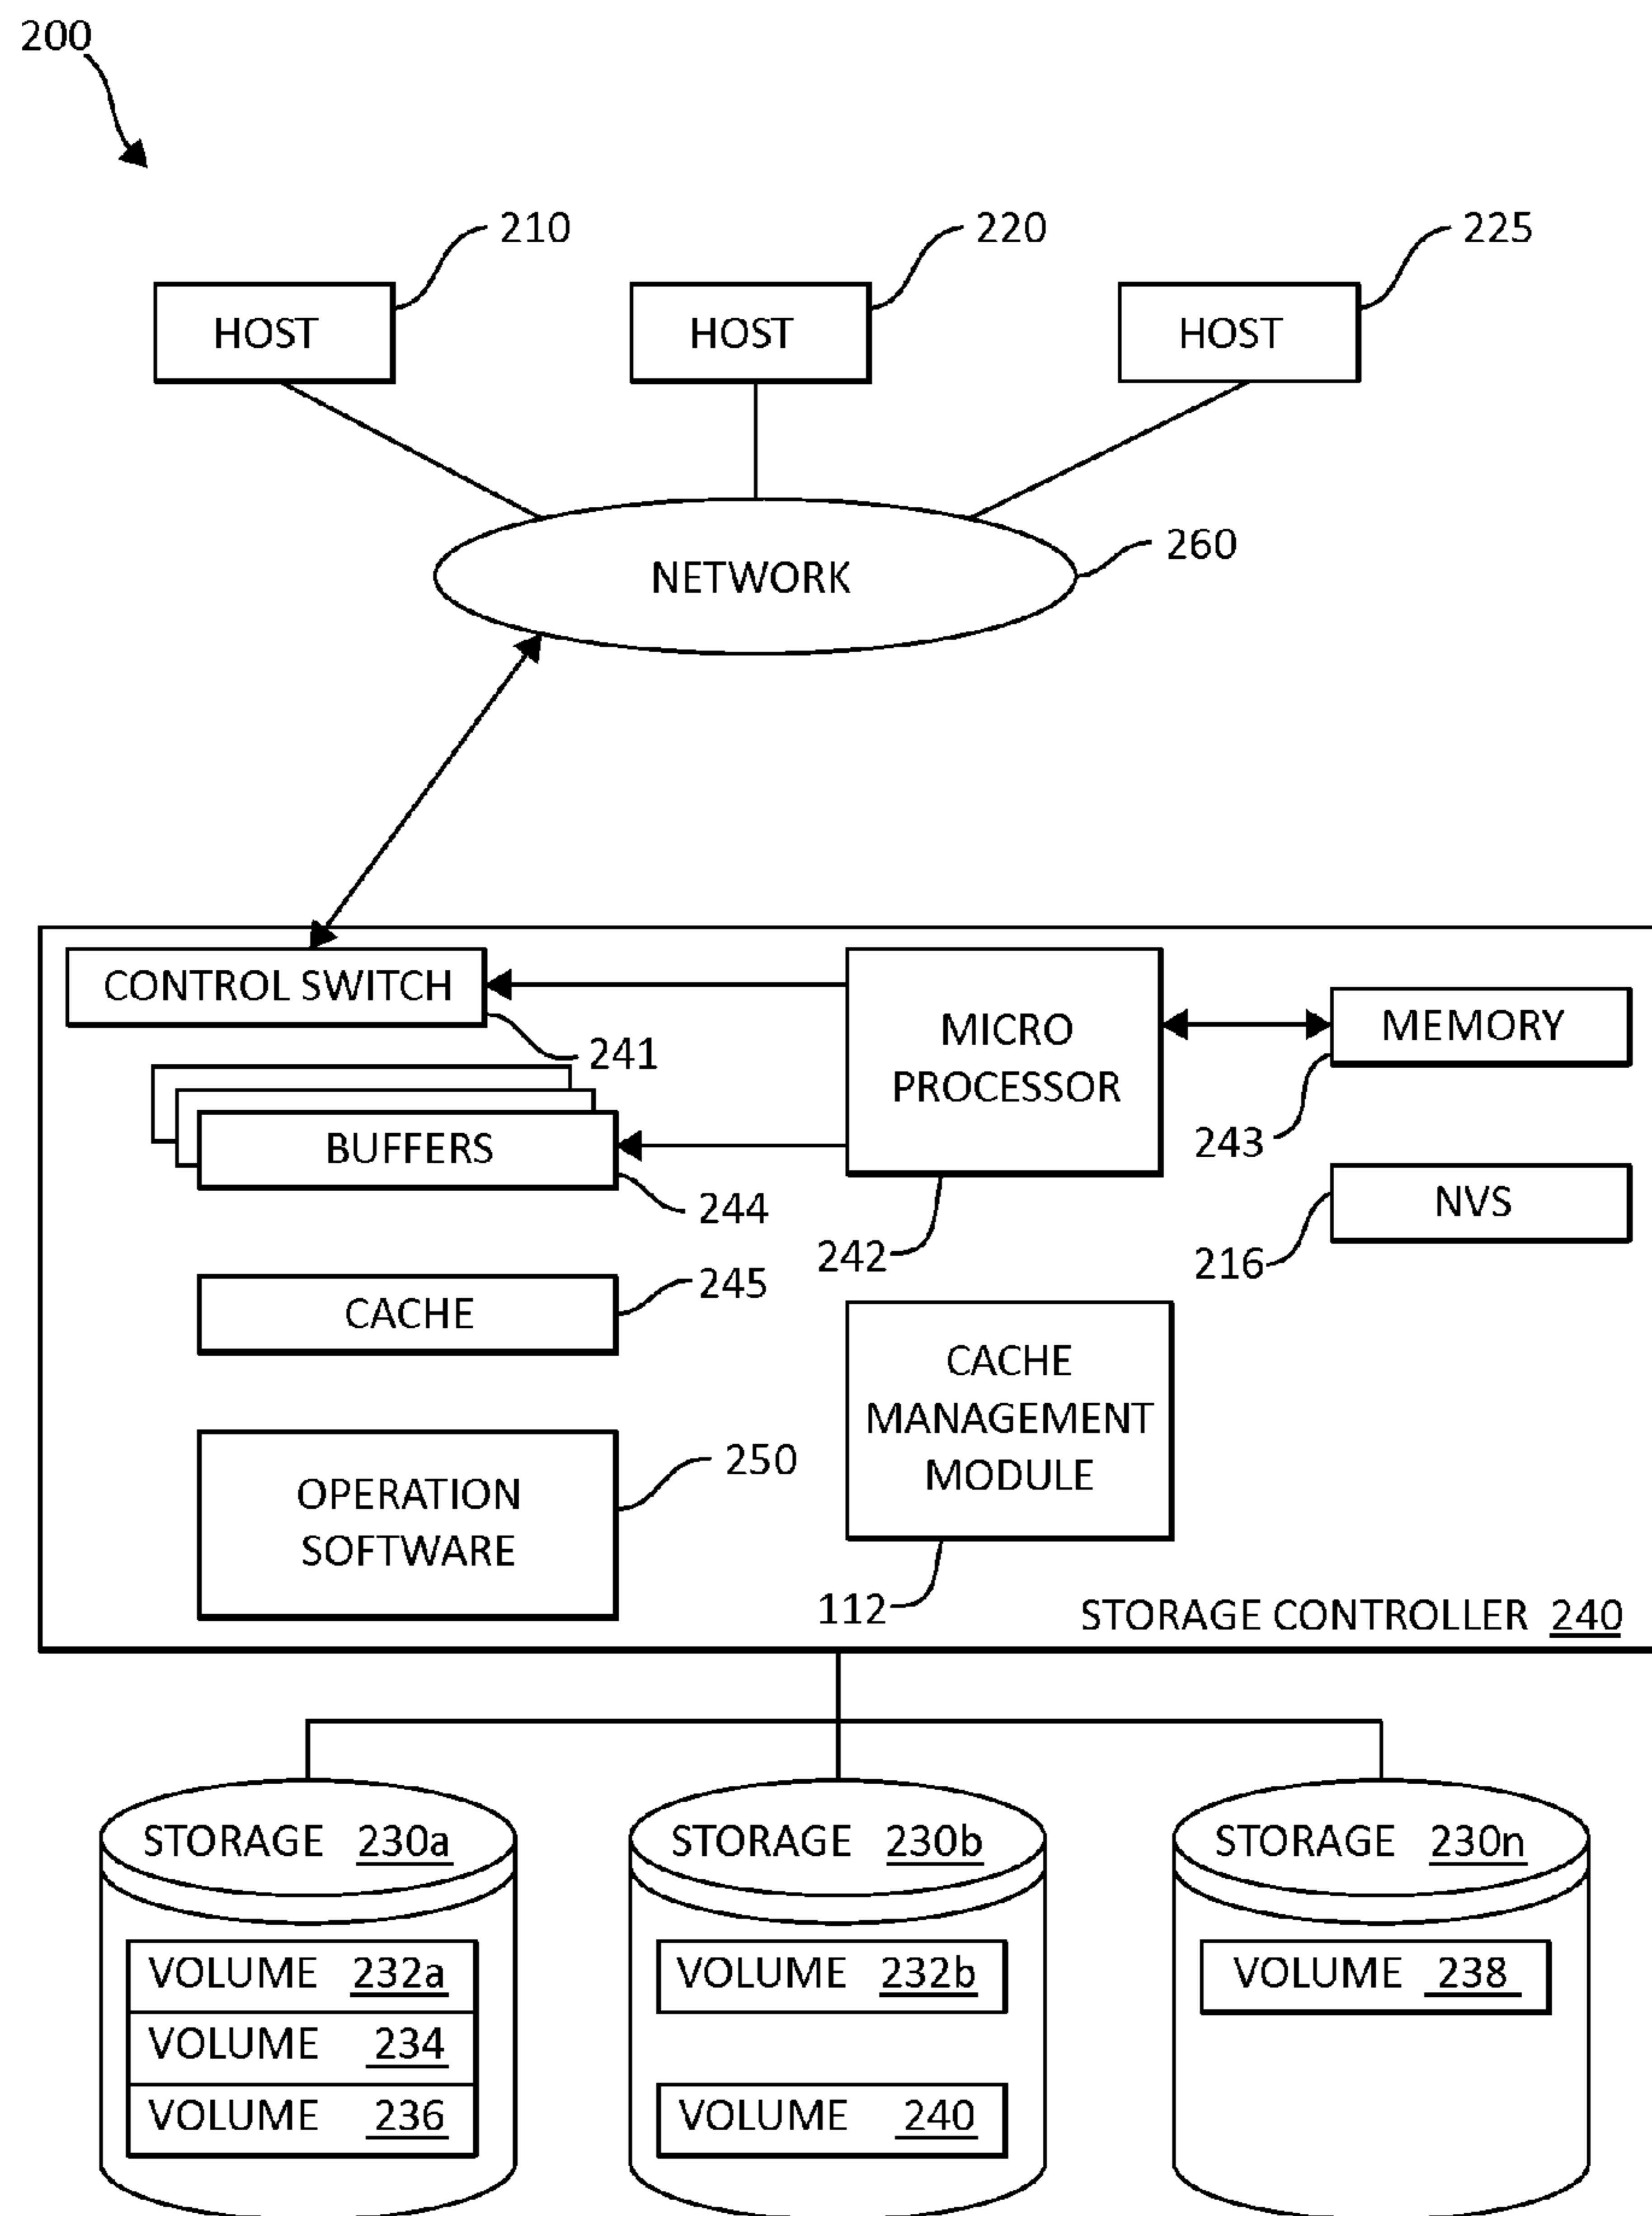 200
210
220
225
HOST
HOST
HOST
260
NETWORK
CONTROL SWITCH
241
MICRO
PROCESSOR
MEMORY
243
BUFFERS
244
242
NVS
216
245
CACHE
CACHE
MANAGEMENT
MODULE
250
OPERATION
SOFTWARE
112
STORAGE CONTROLLER 240
STORAGE 230a
STORAGE 230b
STORAGE 230n
VOLUME 232a
VOLUME 234
VOLUME 236
VOLUME 232b
VOLUME 240
VOLUME 238